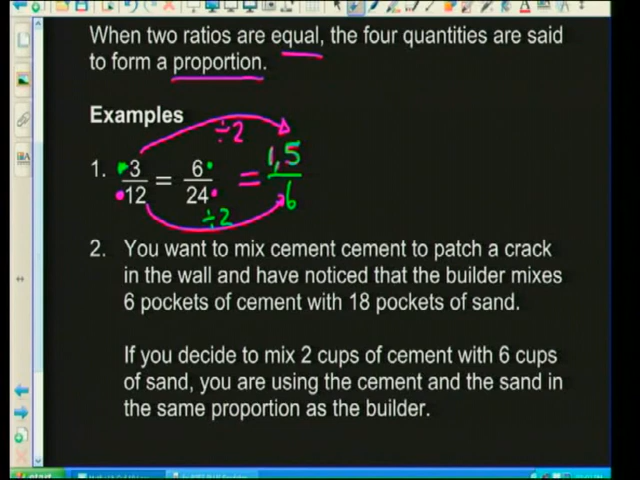 When two ratios are equal, the four quantities are said
to form a proportion.
Examples
÷2
1. 3/12 = 6/24 = 1,5/6
÷2
2. You want to mix cement cement to patch a crack
in the wall and have noticed that the builder mixes
6 pockets of cement with 18 pockets of sand.
If you decide to mix 2 cups of cement with 6 cups
of sand, you are using the cement and the sand in
the same proportion as the builder.
start